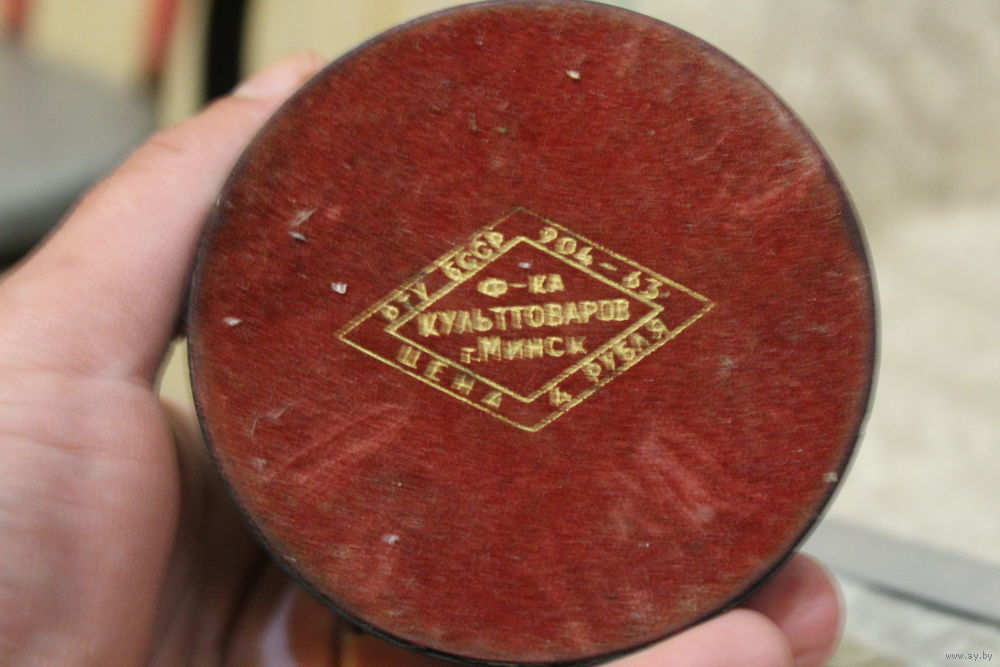 РТУ БССР 904-63
Ф-КА
КУЛЬТТОВАРОВ
г. МИНСК
ЦЕНА 4 РУБЛЯ
www.ay.by